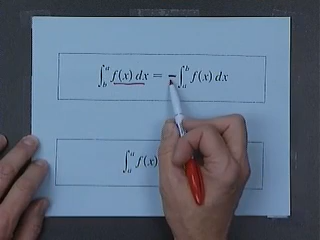 ∫_b^a f(x) dx = −∫_a^b f(x) dx
∫_a^a f(x)